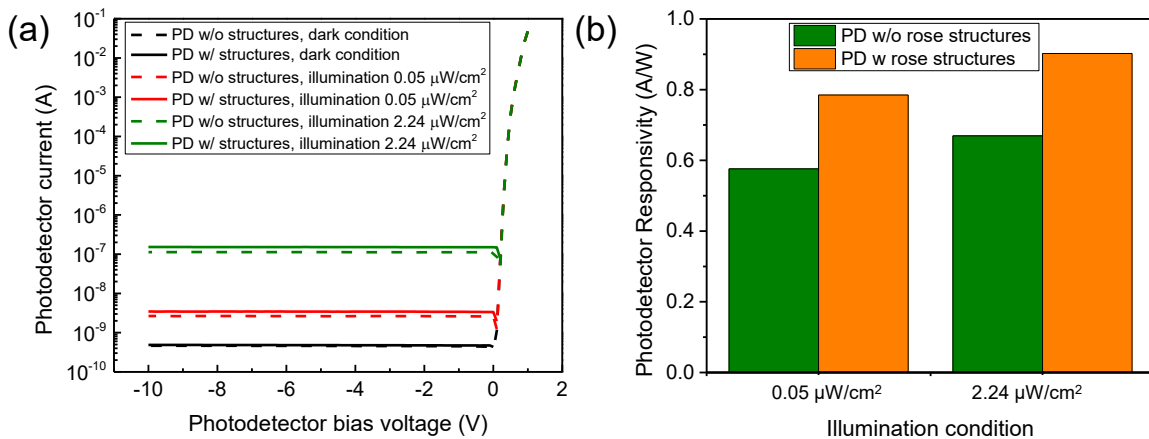 (a)
Photodetector current (A)
10⁻¹
10⁻²
10⁻³
10⁻⁴
10⁻⁵
10⁻⁶
10⁻⁷
10⁻⁸
10⁻⁹
10⁻¹⁰
PD w/o structures, dark condition
PD w/ structures, dark condition
PD w/o structures, illumination 0.05 μW/cm²
PD w/ structures, illumination 0.05 μW/cm²
PD w/o structures, illumination 2.24 μW/cm²
PD w/ structures, illumination 2.24 μW/cm²
-10 -8 -6 -4 -2 0 2
Photodetector bias voltage (V)
(b)
Photodetector Responsivity (A/W)
1.0
0.8
0.6
0.4
0.2
0.0
PD w/o rose structures
PD w rose structures
0.05 μW/cm² 2.24 μW/cm²
Illumination condition